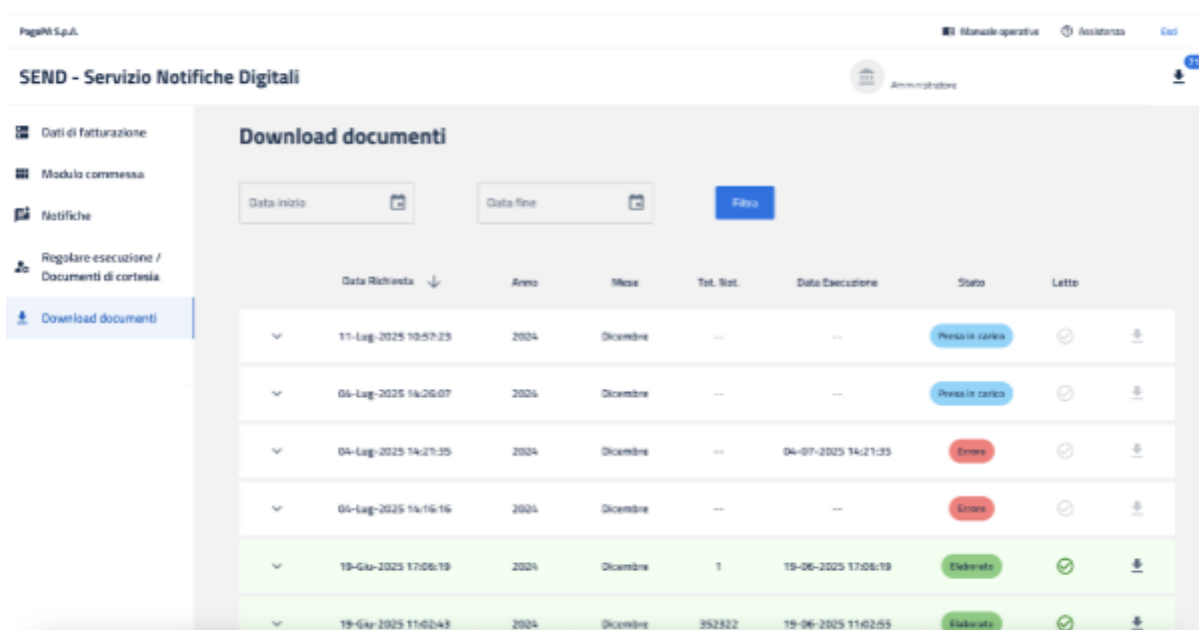 PagoPA S.p.A.
Manuale operativo
Assistenza
Esci
SEND - Servizio Notifiche Digitali
Amministratore
Dati di fatturazione
Modulo commessa
Notifiche
Regolare esecuzione /
Documenti di cortesia
Download documenti
Download documenti
Data inizio
Data fine
Filtra
Data Richiesta Anno Mese Tot. Not. Data Esecuzione Stato Letto
11-Lug-2025 10:57:23 2024 Dicembre -- -- Presa in carico
04-Lug-2025 14:26:07 2024 Dicembre -- -- Presa in carico
04-Lug-2025 14:21:35 2024 Dicembre -- 04-07-2025 14:21:35 Errore
04-Lug-2025 14:16:16 2024 Dicembre -- -- Errore
19-Giu-2025 17:06:19 2024 Dicembre 1 19-06-2025 17:06:19 Elaborato
19-Giu-2025 11:02:43 2024 Dicembre 352322 19-06-2025 11:02:55 Elaborato